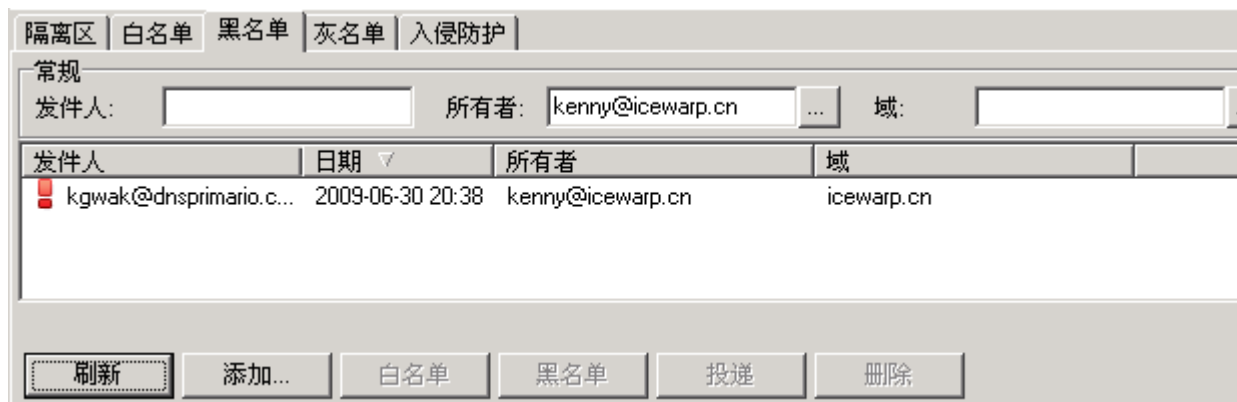 隔离区 白名单 黑名单 灰名单 入侵防护
常规
发件人: 所有者: kenny@icewarp.cn ... 域:
发件人 日期 所有者 域
kgwak@dnsprimario.c... 2009-06-30 20:38 kenny@icewarp.cn icewarp.cn
刷新 添加... 白名单 黑名单 投递 删除